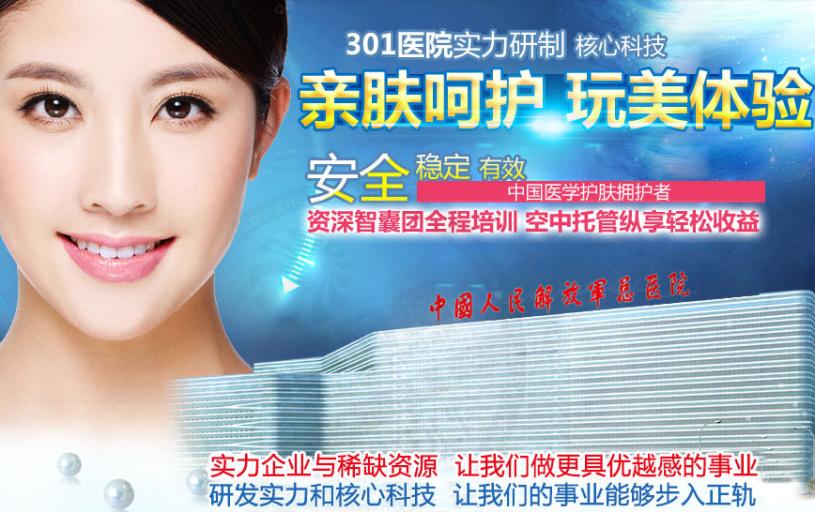 301医院实力研制 核心科技
亲肤呵护 玩美体验
安全 稳定 有效
中国医学护肤拥护者
资深智囊团全程培训 空中托管纵享轻松收益
中國人民解放軍总医院
实力企业与稀缺资源 让我们做更具优越感的事业
研发实力和核心科技 让我们的事业能够步入正轨